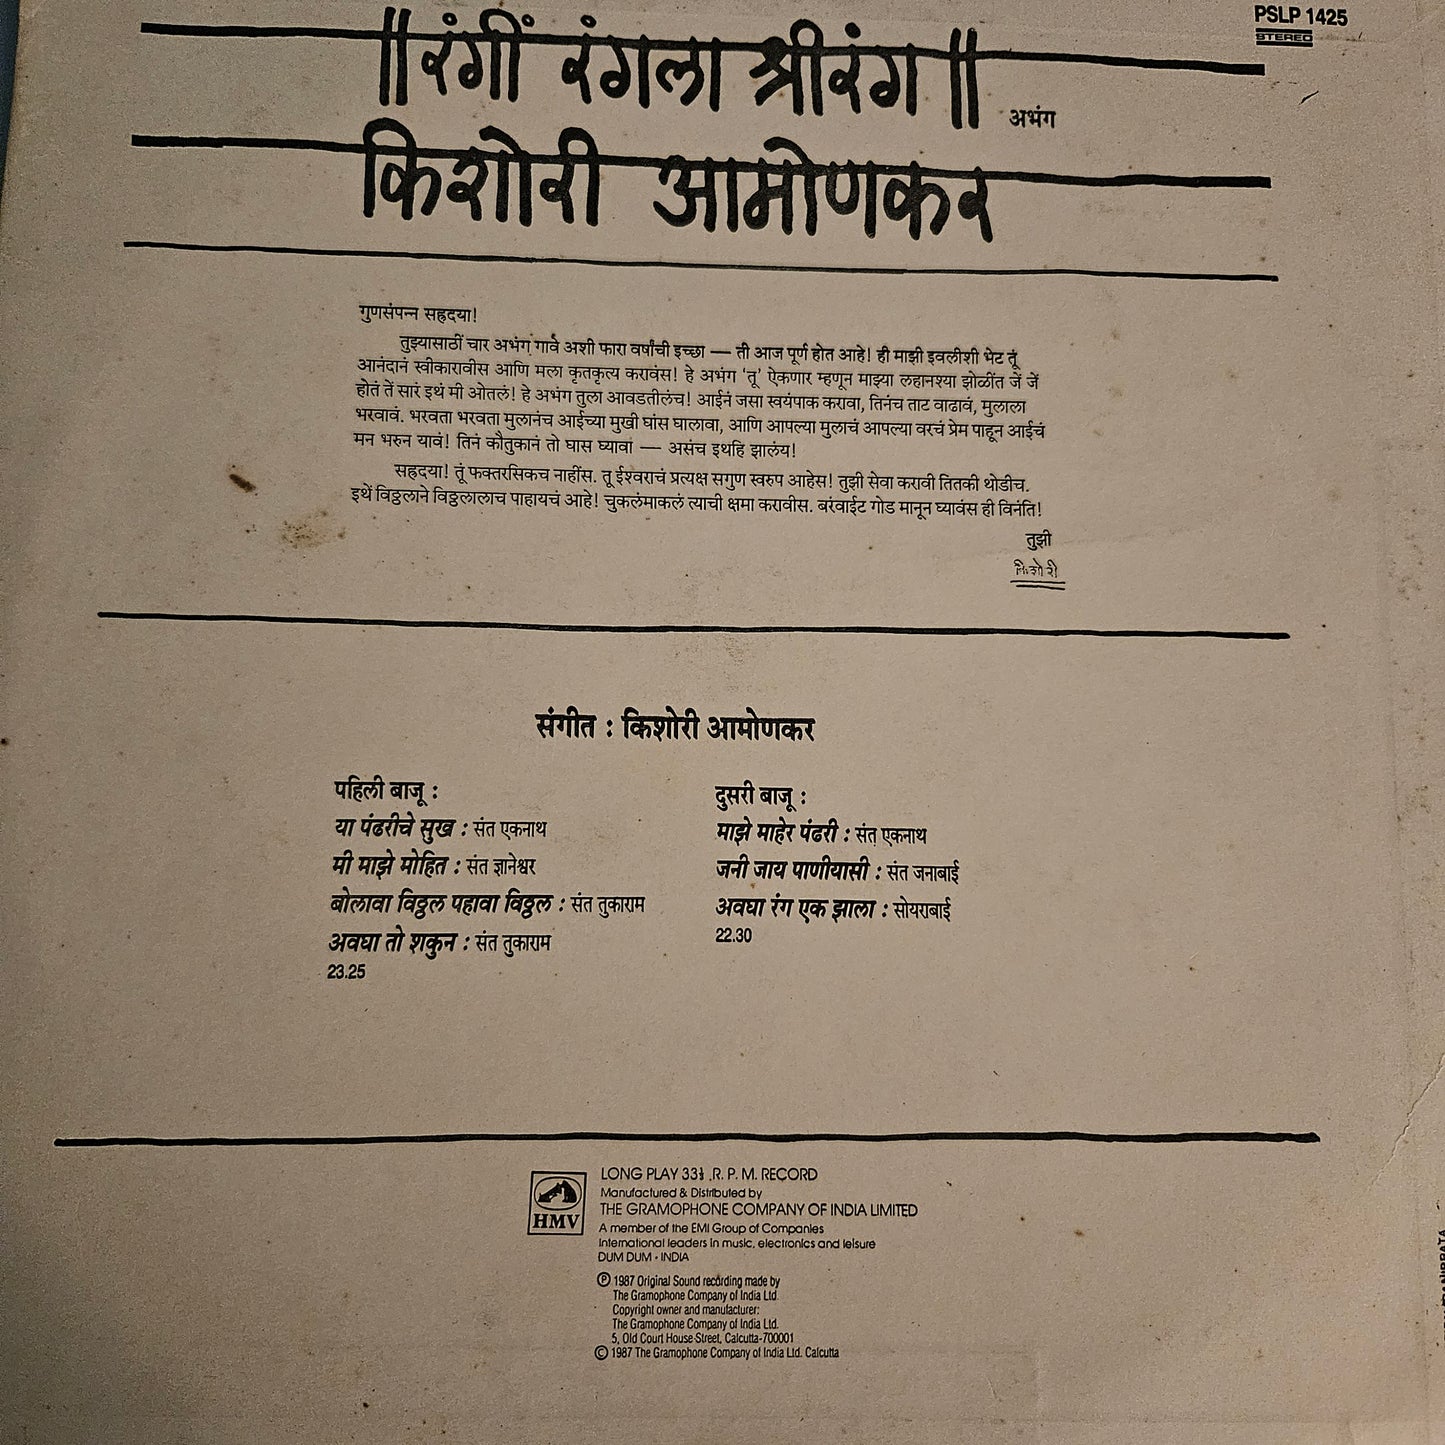 PSLP 1425
STEREO
॥ रंगीं रंगला श्रीरंग ॥
अभंग
किशोरी आमोणकर
गुणसंपन्न सह्रदया!
तुझ्यासाठीं चार अभंग गावे अशी फारा वर्षांची इच्छा — ती आज पूर्ण होत आहे! ही माझी इवलीशी भेट तूं
आनंदानं स्वीकारावीस आणि मला कृतकृत्य करावंस! हे अभंग 'तू' ऐकणार म्हणून माझ्या लहानश्या झोळींत जें जें
होतं तें सारं इथं मी ओतलं! हे अभंग तुला आवडतीलंच! आईनं जसा स्वयंपाक करावा, तिनंच ताट वाढावं, मुलाला
भरवावं. भरवता भरवता मुलानंच आईच्या मुखी घांस घालावा, आणि आपल्या मुलाचं आपल्या वरचं प्रेम पाहून आईचं
मन भरुन यावं! तिनं कौतुकानं तो घास घ्यावा — असंच इथहि झालंय!
सह्रदया! तूं फक्तरसिकच नाहींस. तू ईश्वराचं प्रत्यक्ष सगुण स्वरुप आहेस! तुझी सेवा करावी तितकी थोडीच.
इथें विठ्ठलाने विठ्ठलालाच पाहायचं आहे! चुकलंमाकलं त्याची क्षमा करावीस. बरंवाईट गोड मानून घ्यावंस ही विनंति!
तुझी
किशोरी
संगीत : किशोरी आमोणकर
पहिली बाजू :
या पंढरीचे सुख : संत एकनाथ
मी माझे मोहित : संत ज्ञानेश्वर
बोलावा विठ्ठल पहावा विठ्ठल : संत तुकाराम
अवघा तो शकुन : संत तुकाराम
23.25
दुसरी बाजू :
माझे माहेर पंढरी : संत एकनाथ
जनी जाय पाणीयासी : संत जनाबाई
अवघा रंग एक झाला : सोयराबाई
22.30
HMV
LONG PLAY 33⅓ R. P. M. RECORD
Manufactured & Distributed by
THE GRAMOPHONE COMPANY OF INDIA LIMITED
A member of the EMI Group of Companies
International leaders in music, electronics and leisure
DUM DUM • INDIA
Ⓟ 1987 Original Sound recording made by
The Gramophone Company of India Ltd.
Copyright owner and manufacturer:
The Gramophone Company of India Ltd.
5, Old Court House Street, Calcutta-700001
© 1987 The Gramophone Company of India Ltd. Calcutta